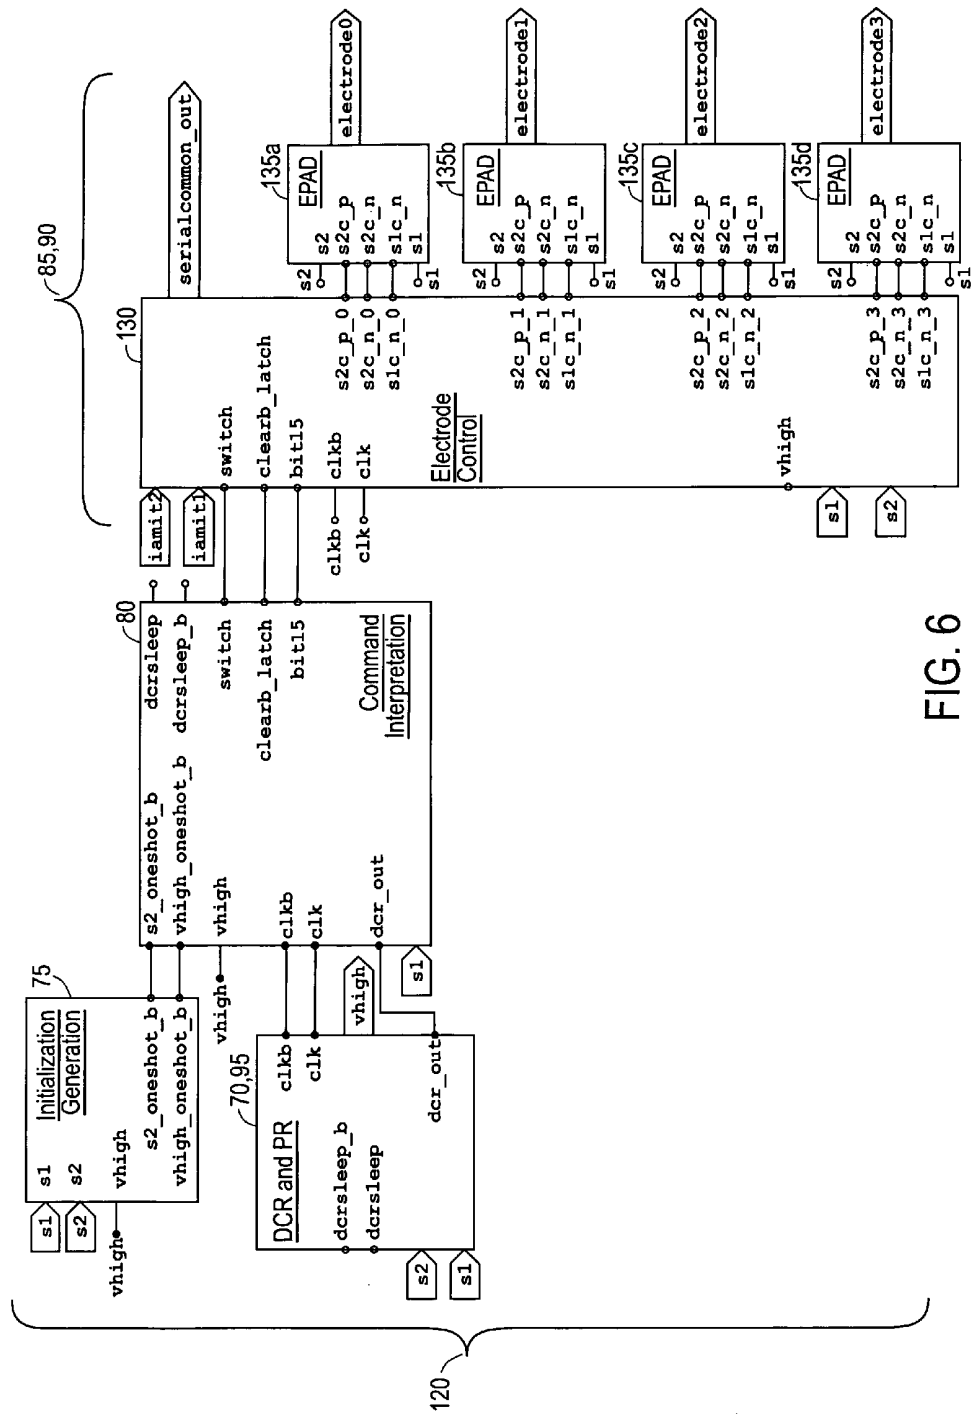 120
75
s1
s2
vhigh
s1
s2
vhigh
Initialization
Generation
s2_oneshot_b
vhigh_oneshot_b
70,95
DCR and PR
dcrsleep_b
dcrsleep
s2
s1
clkb
clk
vhigh
dcr_out
80
s2_oneshot_b
vhigh_oneshot_b
vhigh
vhigh
clkb
clk
dcr_out
s1
dcrsleep
dcrsleep_b
switch
clearb_latch
bit15
Command
Interpretation
85,90
130
iamit2
iamit1
switch
clearb_latch
bit15
clkb
clk
clkb
clk
Electrode
Control
vhigh
s1
s2
serialcommon_out
s2c_p_0
s2c_n_0
s1c_n_0
s2c_p_1
s2c_n_1
s1c_n_1
s2c_p_2
s2c_n_2
s1c_n_2
s2c_p_3
s2c_n_3
s1c_n_3
135a
EPAD
s2
s2
s2c_p
s2c_n
s1c_n
s1
s1
electrode0
135b
EPAD
s2
s2
s2c_p
s2c_n
s1c_n
s1
s1
electrode1
135c
EPAD
s2
s2
s2c_p
s2c_n
s1c_n
s1
s1
electrode2
135d
EPAD
s2
s2
s2c_p
s2c_n
s1c_n
s1
s1
electrode3
FIG. 6